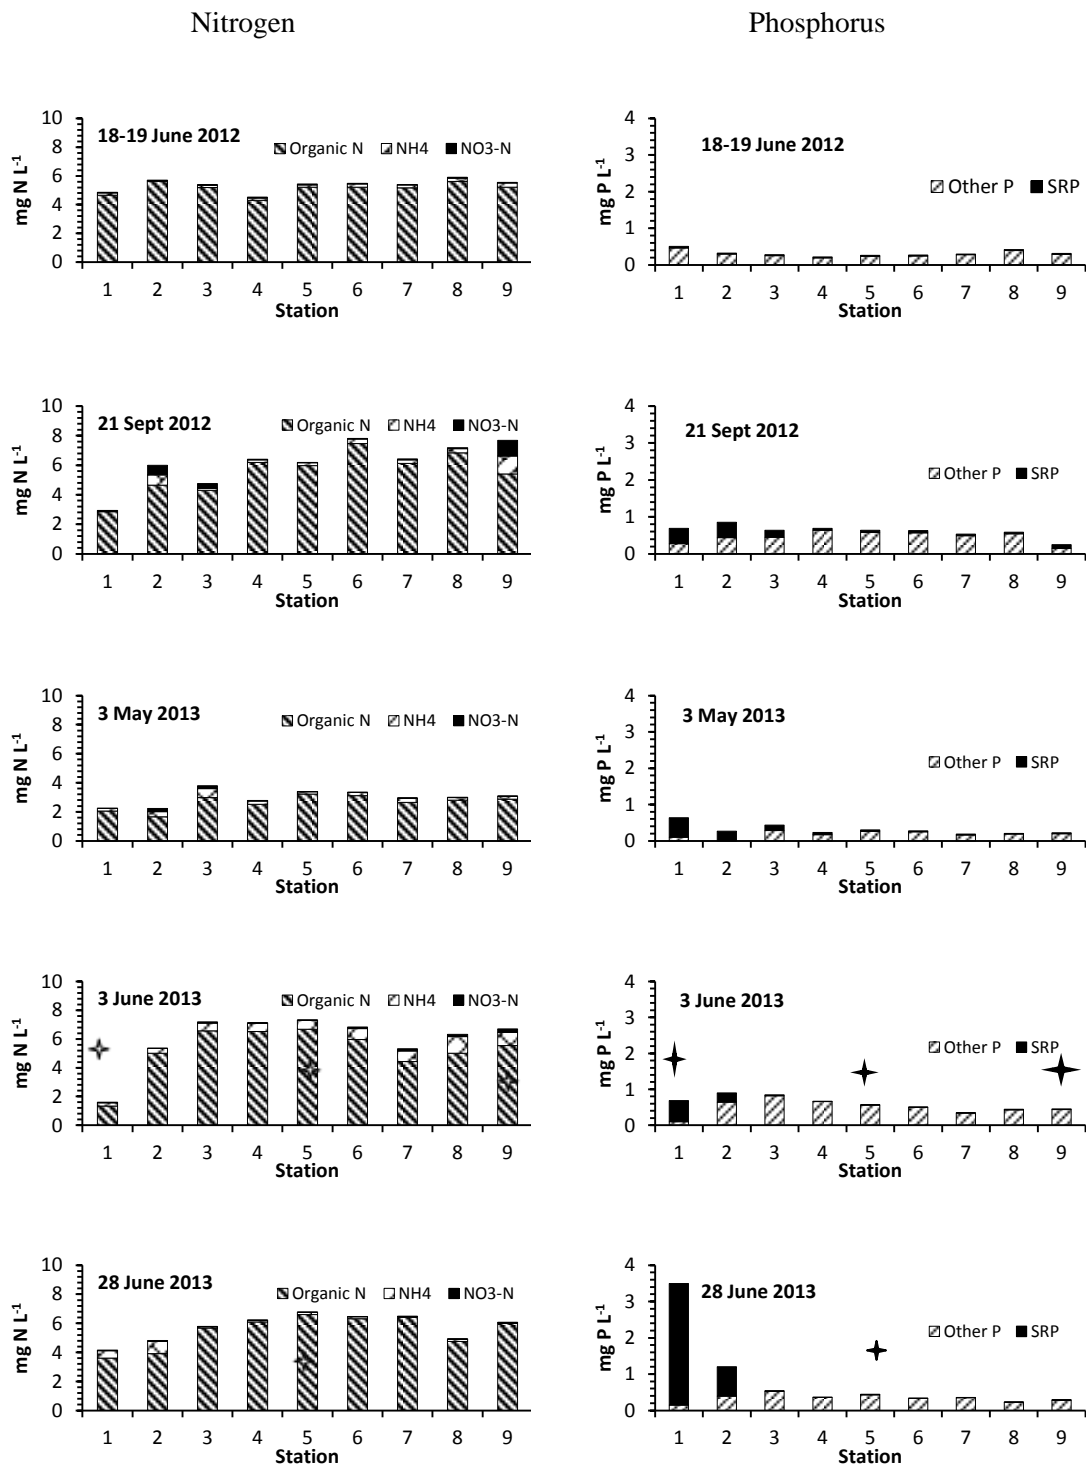 Nitrogen
Phosphorus
18-19 June 2012
Organic N NH4 NO3-N
mg N L-1
10
8
6
4
2
0
1 2 3 4 5 6 7 8 9
Station
18-19 June 2012
Other P SRP
mg P L-1
4
3
2
1
0
1 2 3 4 5 6 7 8 9
Station
21 Sept 2012
Organic N NH4 NO3-N
mg N L-1
10
8
6
4
2
0
1 2 3 4 5 6 7 8 9
Station
21 Sept 2012
Other P SRP
mg P L-1
4
3
2
1
0
1 2 3 4 5 6 7 8 9
Station
3 May 2013
Organic N NH4 NO3-N
mg N L-1
10
8
6
4
2
0
1 2 3 4 5 6 7 8 9
Station
3 May 2013
Other P SRP
mg P L-1
4
3
2
1
0
1 2 3 4 5 6 7 8 9
Station
3 June 2013
Organic N NH4 NO3-N
mg N L-1
10
8
6
4
2
0
1 2 3 4 5 6 7 8 9
Station
3 June 2013
Other P SRP
mg P L-1
4
3
2
1
0
1 2 3 4 5 6 7 8 9
Station
28 June 2013
Organic N NH4 NO3-N
mg N L-1
10
8
6
4
2
0
1 2 3 4 5 6 7 8 9
Station
28 June 2013
Other P SRP
mg P L-1
4
3
2
1
0
1 2 3 4 5 6 7 8 9
Station